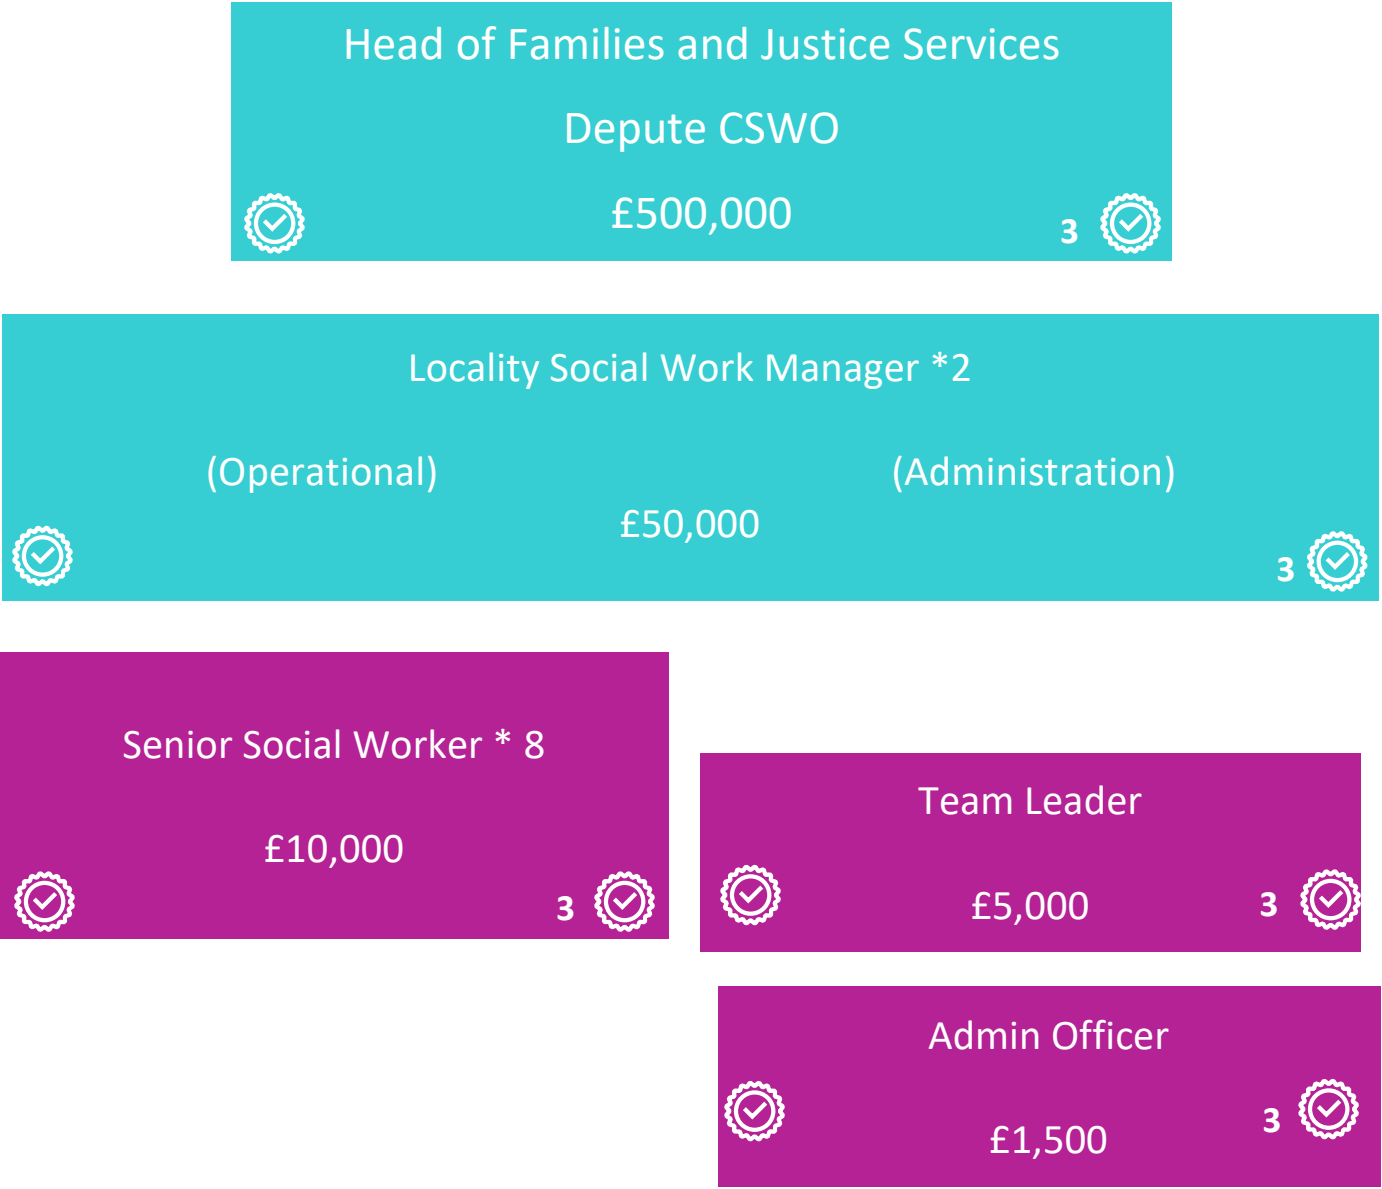 Head of Families and Justice Services
Depute CSWO
£500,000
3
Locality Social Work Manager *2
(Operational) (Administration)
£50,000
3
Senior Social Worker * 8
£10,000
3
Team Leader
£5,000
3
Admin Officer
£1,500
3